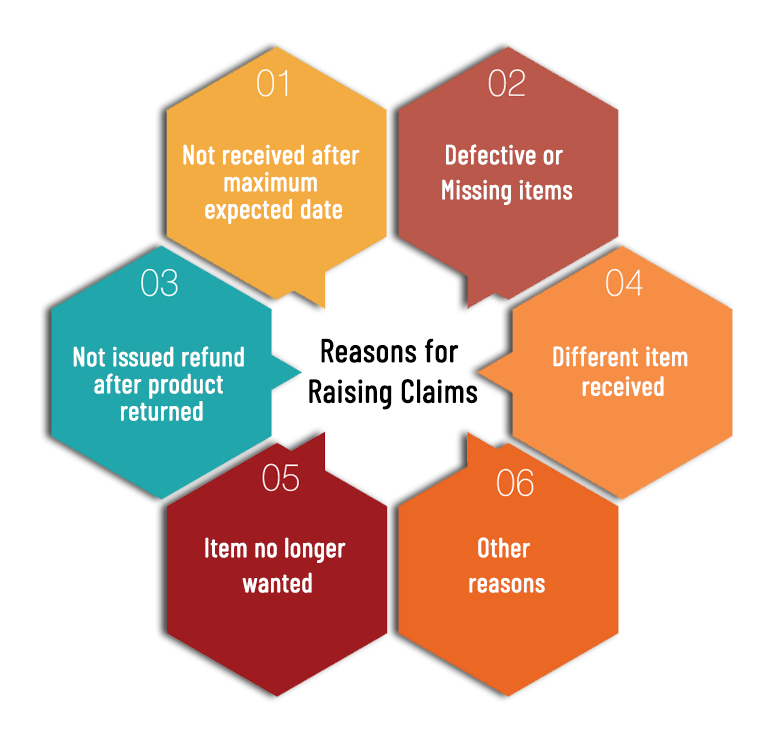 01
Not received after
maximum
expected date
02
Defective or
Missing items
03
Not issued refund
after product
returned
Reasons for
Raising Claims
04
Different item
received
05
Item no longer
wanted
06
Other
reasons